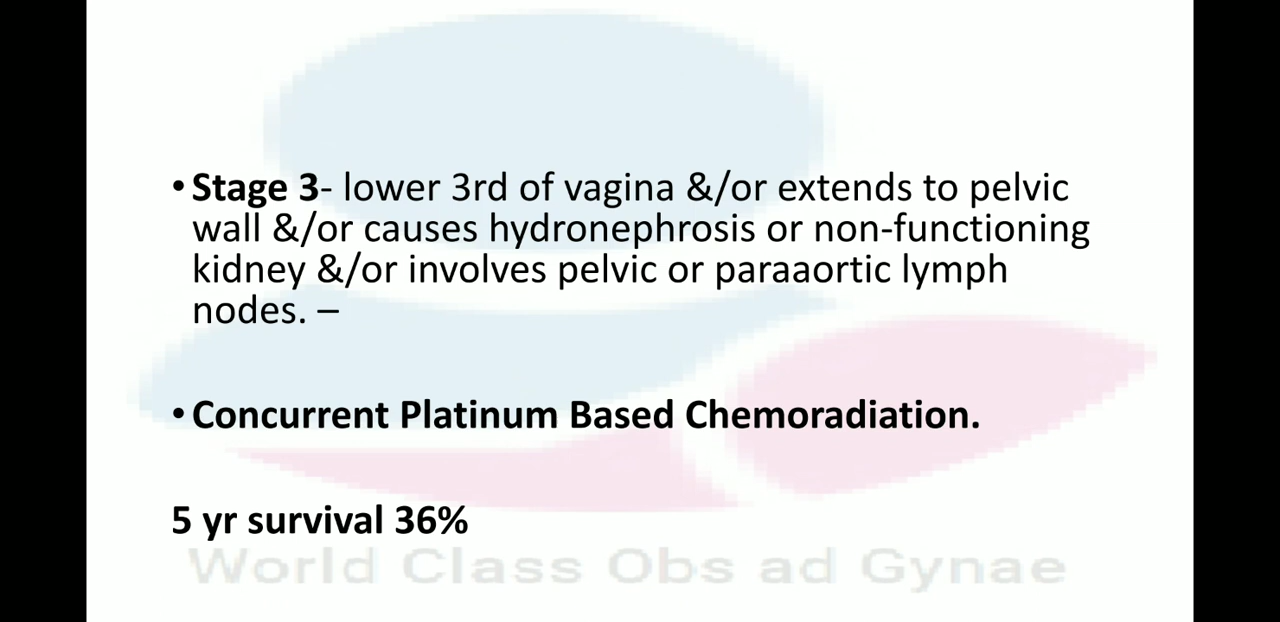 • Stage 3- lower 3rd of vagina &/or extends to pelvic
wall &/or causes hydronephrosis or non-functioning
kidney &/or involves pelvic or paraaortic lymph
nodes. –
• Concurrent Platinum Based Chemoradiation.
5 yr survival 36%
World Class Obs ad Gynae